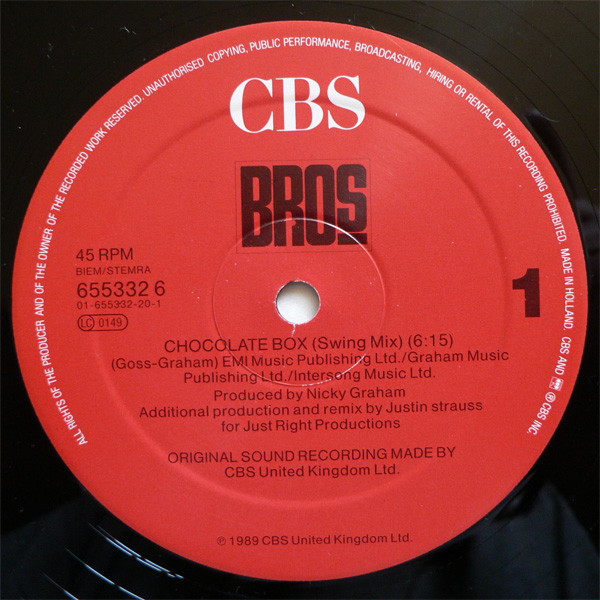 ALL RIGHTS OF THE PRODUCER AND OF THE OWNER OF THE RECORDED WORK RESERVED. UNAUTHORISED COPYING, PUBLIC PERFORMANCE, BROADCASTING, HIRING OR RENTAL OF THIS RECORDING PROHIBITED. MADE IN HOLLAND. CBS AND ℗ CBS INC.
CBS
BROS
45 RPM
BIEM/STEMRA
655332 6
01-655332-20-1
LC 0149
1
CHOCOLATE BOX (Swing Mix) (6:15)
(Goss-Graham) EMI Music Publishing Ltd./Graham Music
Publishing Ltd./Intersong Music Ltd.
Produced by Nicky Graham
Additional production and remix by Justin strauss
for Just Right Productions
ORIGINAL SOUND RECORDING MADE BY
CBS United Kingdom Ltd.
℗ 1989 CBS United Kingdom Ltd.